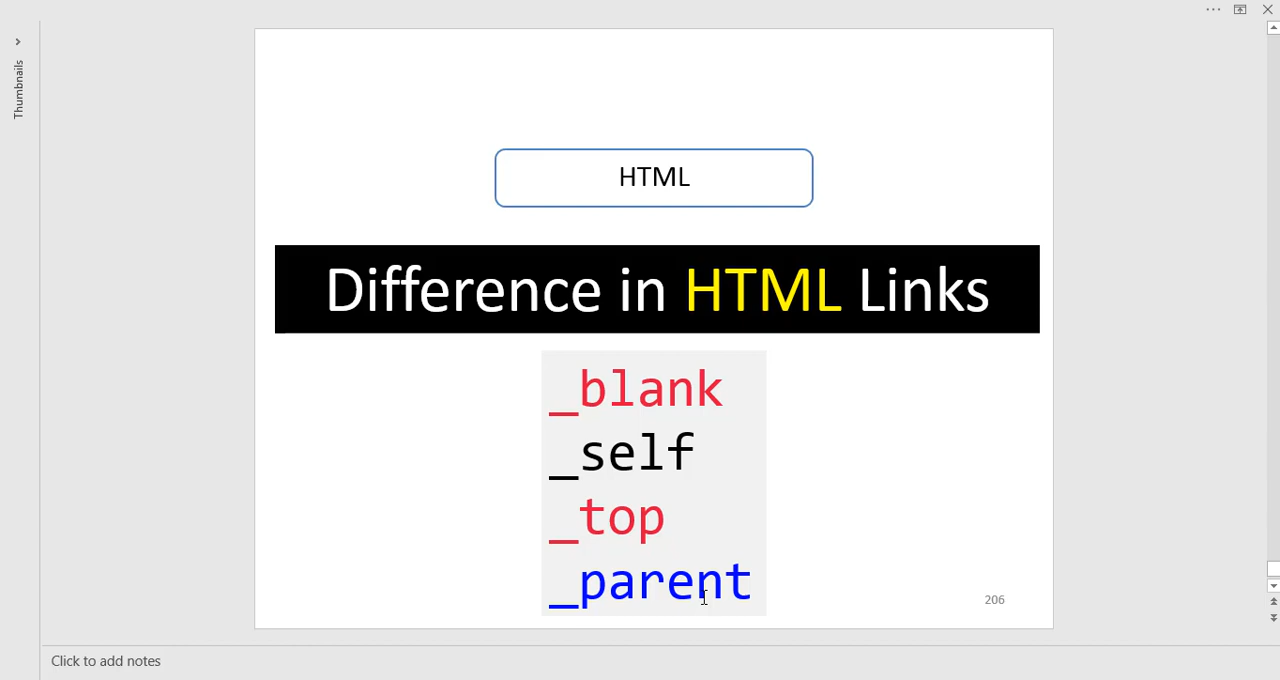 Thumbnails
HTML
Difference in HTML Links
_blank
_self
_top
_parent
206
Click to add notes